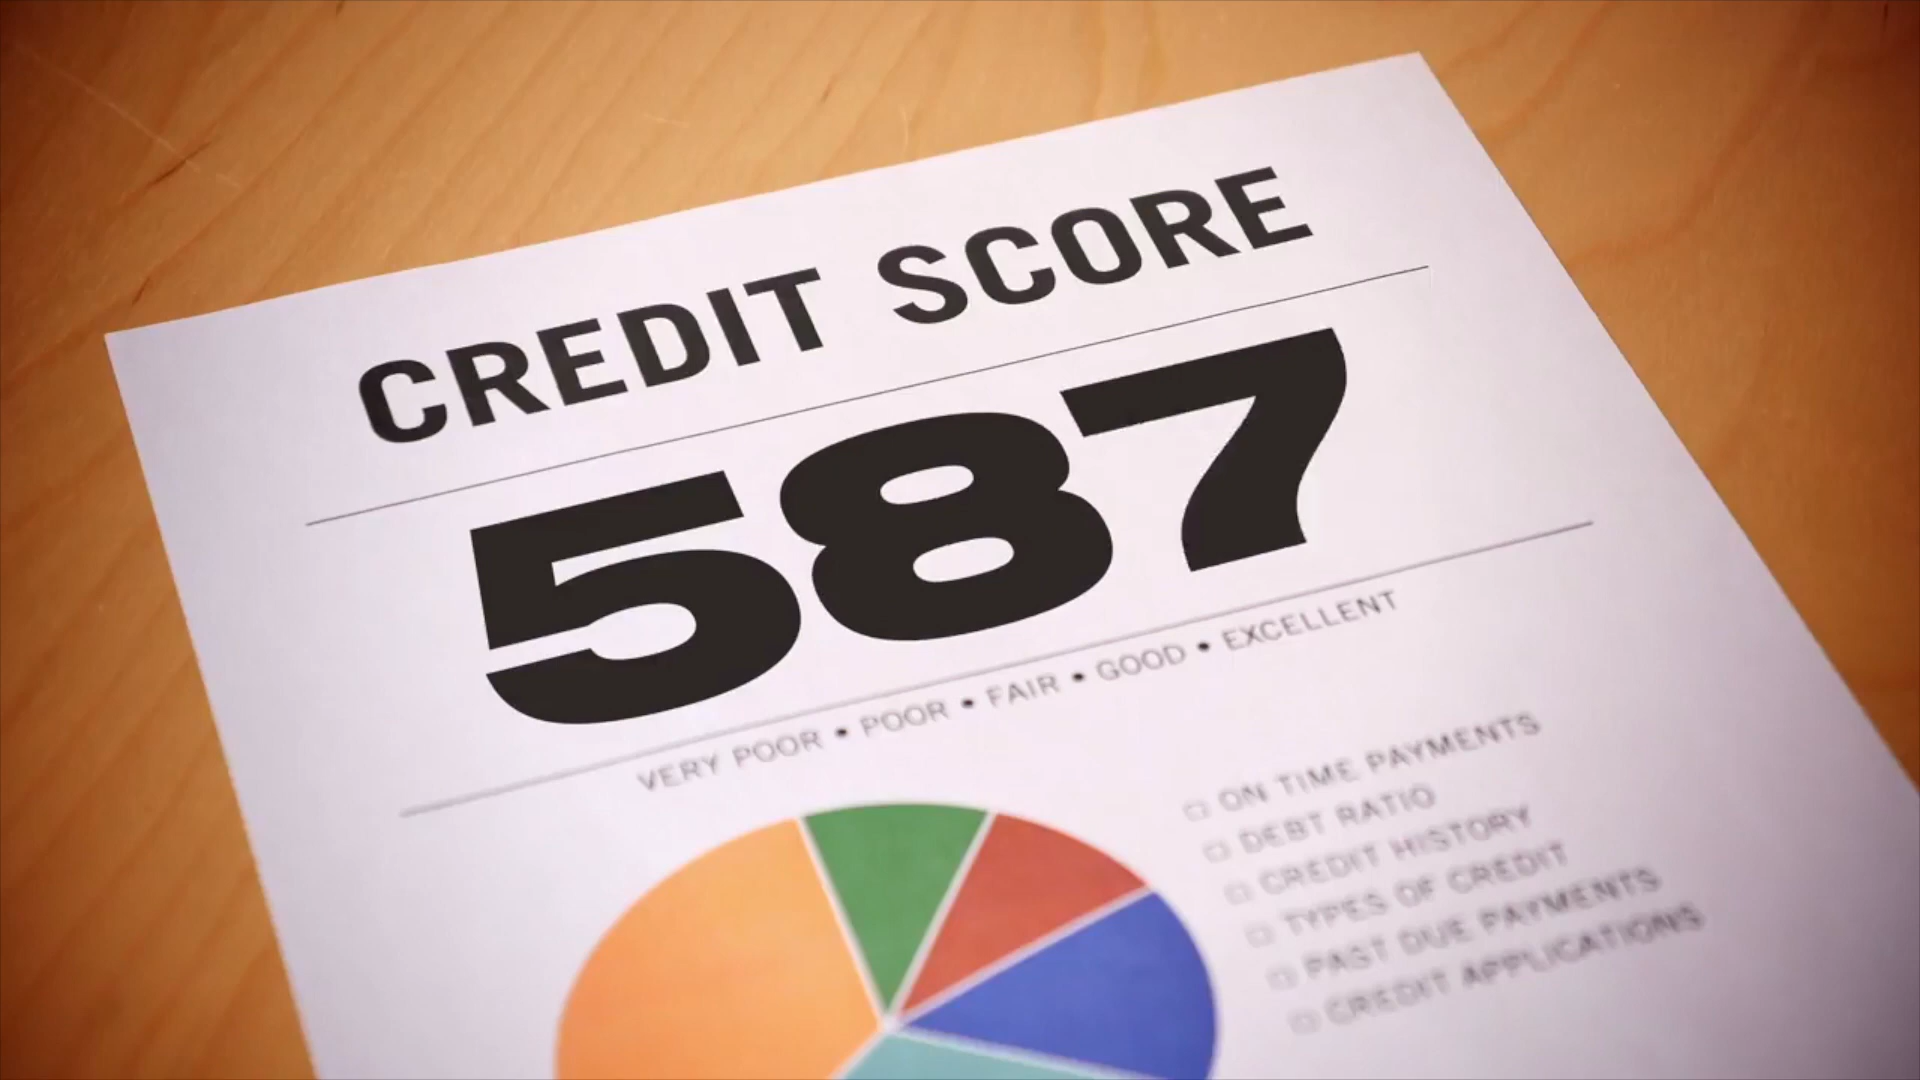 CREDIT SCORE
587
VERY POOR • POOR • FAIR • GOOD • EXCELLENT
ON TIME PAYMENTS
DEBT RATIO
CREDIT HISTORY
TYPES OF CREDIT
PAST DUE PAYMENTS
CREDIT APPLICATIONS